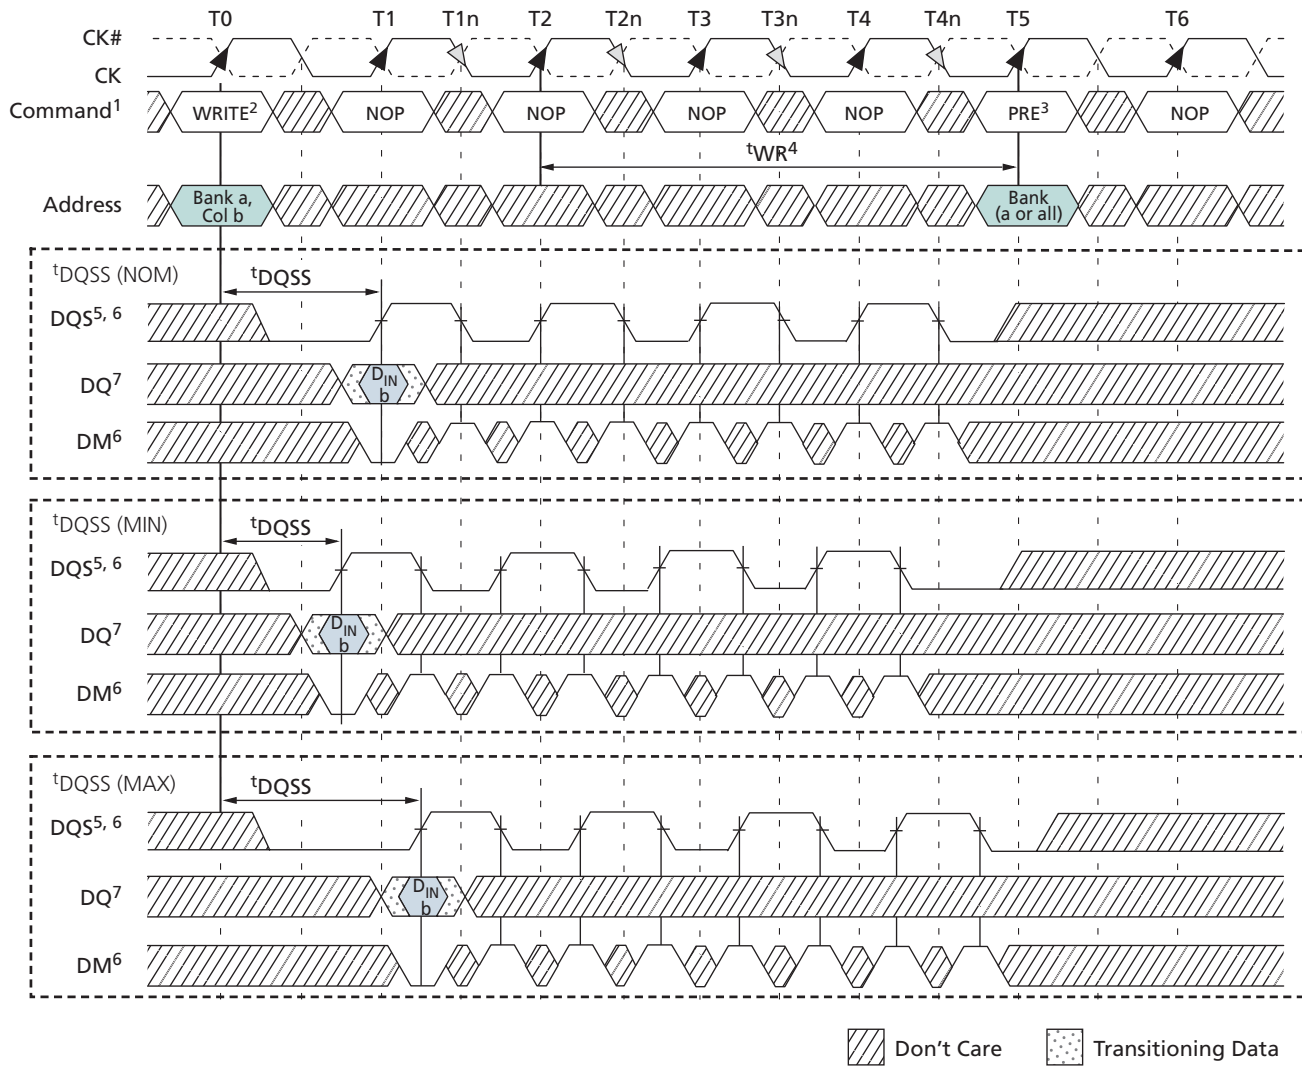 T0 T1 T1n T2 T2n T3 T3n T4 T4n T5 T6
CK#
CK
Command1 WRITE2 NOP NOP NOP NOP PRE3 NOP
tWR4
Address Bank a, Col b Bank (a or all)
tDQSS (NOM) tDQSS
DQS5, 6
DQ7 DIN b
DM6
tDQSS (MIN) tDQSS
DQS5, 6
DQ7 DIN b
DM6
tDQSS (MAX) tDQSS
DQS5, 6
DQ7 DIN b
DM6
Don't Care Transitioning Data